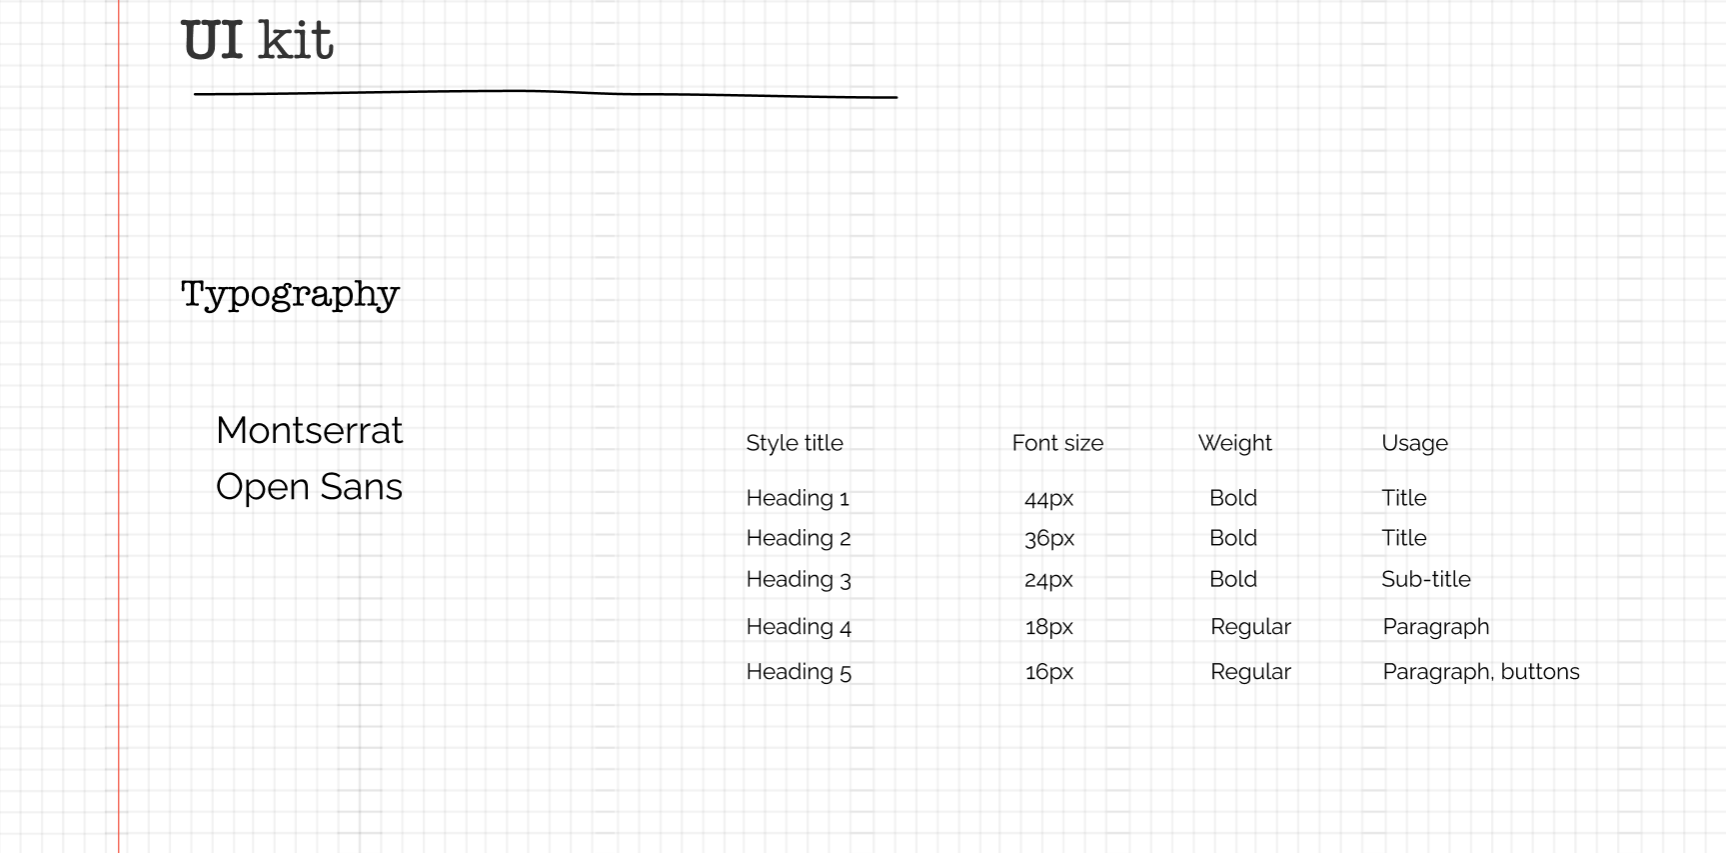 UI kit
Typography
Montserrat
Open Sans
Style title Font size Weight Usage
Heading 1 44px Bold Title
Heading 2 36px Bold Title
Heading 3 24px Bold Sub-title
Heading 4 18px Regular Paragraph
Heading 5 16px Regular Paragraph, buttons